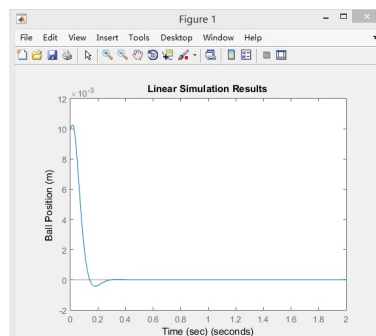 Figure 1
File Edit View Insert Tools Desktop Window Help
Linear Simulation Results
×10⁻³
12
10
8
6
4
2
0
-2
Ball Position (m)
0 0.2 0.4 0.6 0.8 1 1.2 1.4 1.6 1.8 2
Time (sec) (seconds)